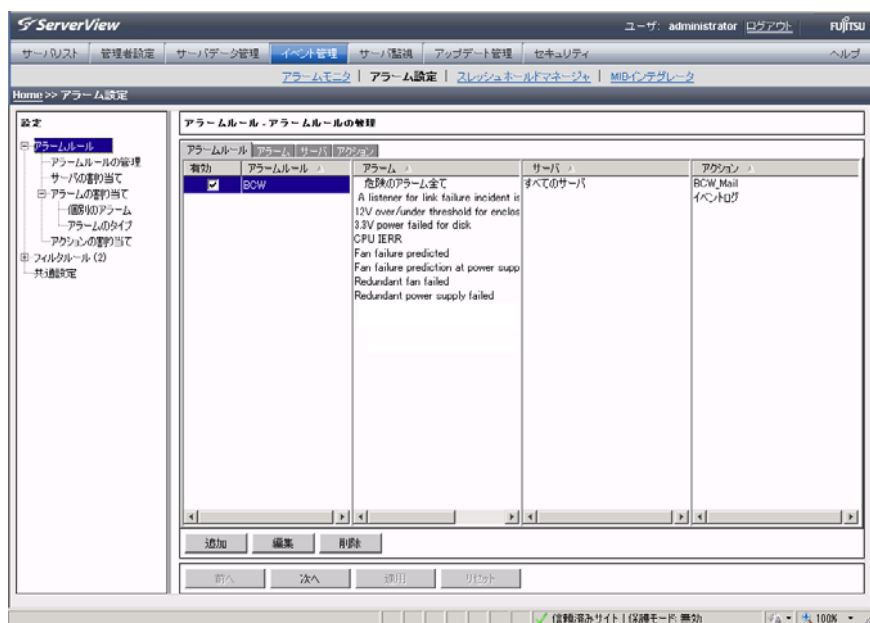 ServerView
ユーザ: administrator ログアウト FUJITSU
サーバリスト 管理者設定 サーバデータ管理 イベント管理 サーバ監視 アップデート管理 セキュリティ ヘルプ
アラームモニタ | アラーム設定 | スレッショホールドマネージャ | MIBインテグレータ
Home >> アラーム設定
設定
アラームルール
アラームルールの管理
サーバの割り当て
アラームの割り当て
個別のアラーム
アラームのタイプ
アクションの割り当て
フィルタルール (2)
共通設定
アラームルール - アラームルールの管理
アラームルール アラーム サーバ アクション
有効 アラームルール アラーム サーバ アクション
BCW 危険のアラーム全て すべてのサーバ BCW_Mail
A listener for link failure incident is イベントログ
12V over/under threshold for enclos
3.3V power failed for disk
CPU IERR
Fan failure predicted
Fan failure prediction at power supp
Redundant fan failed
Redundant power supply failed
追加 編集 削除
前へ 次へ 適用 リセット
信頼済みサイト | 保護モード: 無効 100%